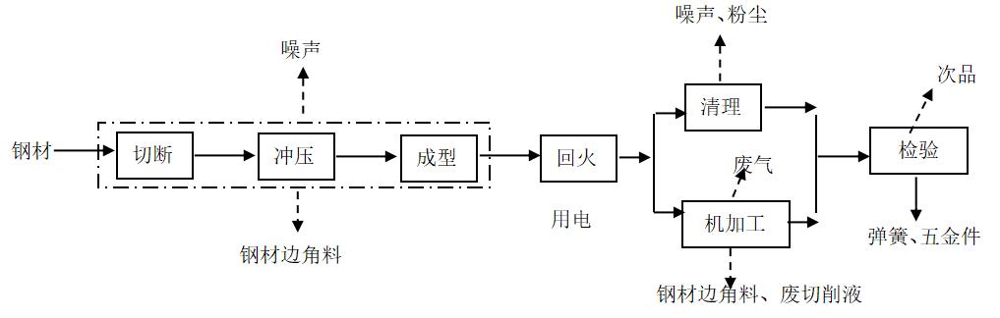 噪声、粉尘
噪声
次品
清理
钢材
切断
冲压
成型
回火
检验
废气
用电
机加工
弹簧、五金件
钢材边角料
钢材边角料、废切削液